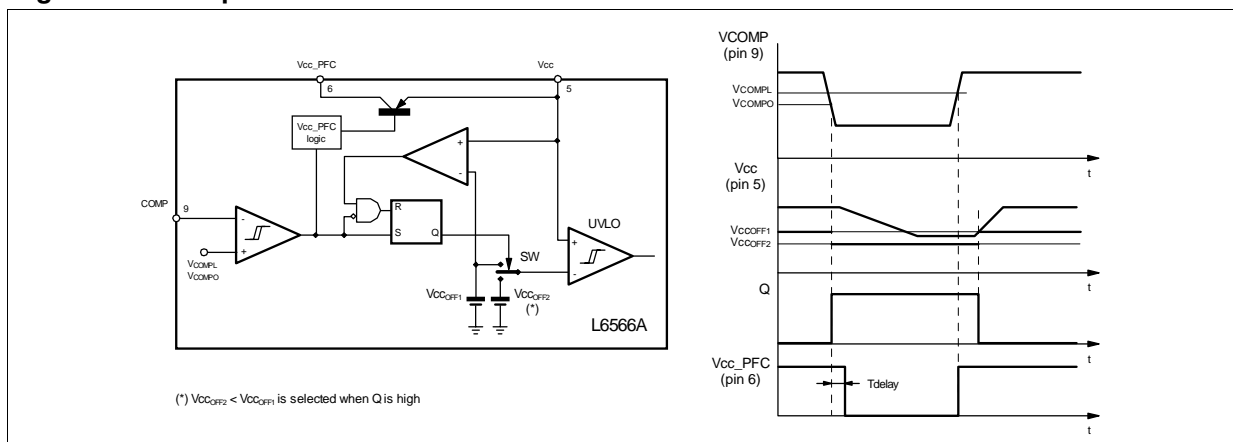 Vcc_PFC
Vcc
6
5
Vcc_PFC
logic
COMP
9
+
-
-
+
VCOMPL
VCOMPO
R
S
Q
UVLO
+
-
SW
VccOFF1
VccOFF2
(*)
L6566A
(*) VccOFF2 < VccOFF1 is selected when Q is high
VCOMP
(pin 9)
VCOMPL
VCOMPO
t
Vcc
(pin 5)
VccOFF1
VccOFF2
t
Q
t
Vcc_PFC
(pin 6)
Tdelay
t